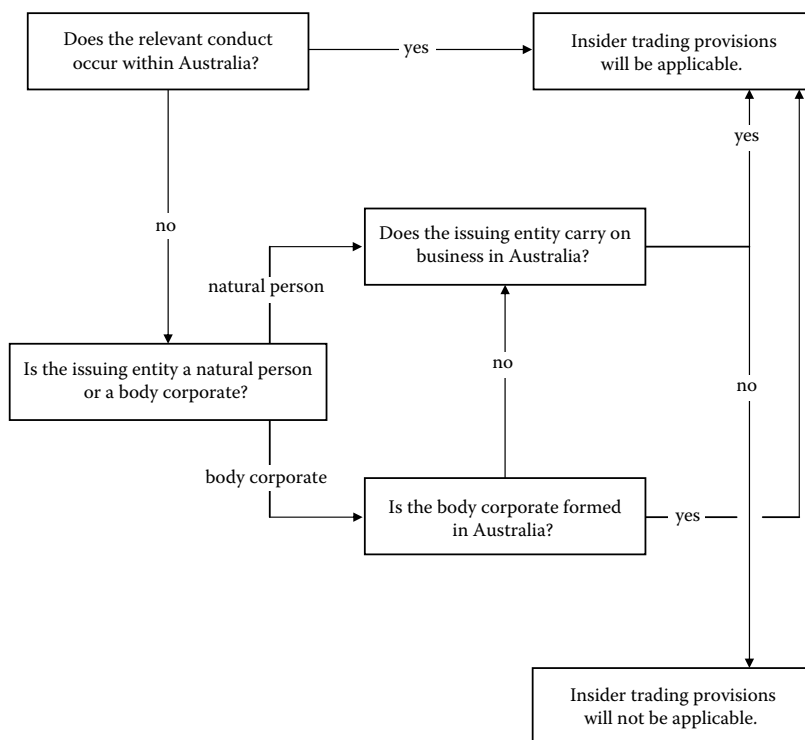 Does the relevant conduct
occur within Australia?
yes
Insider trading provisions
will be applicable.
yes
no
Does the issuing entity carry on
business in Australia?
natural person
Is the issuing entity a natural person
or a body corporate?
no
no
body corporate
Is the body corporate formed
in Australia?
yes
Insider trading provisions
will not be applicable.